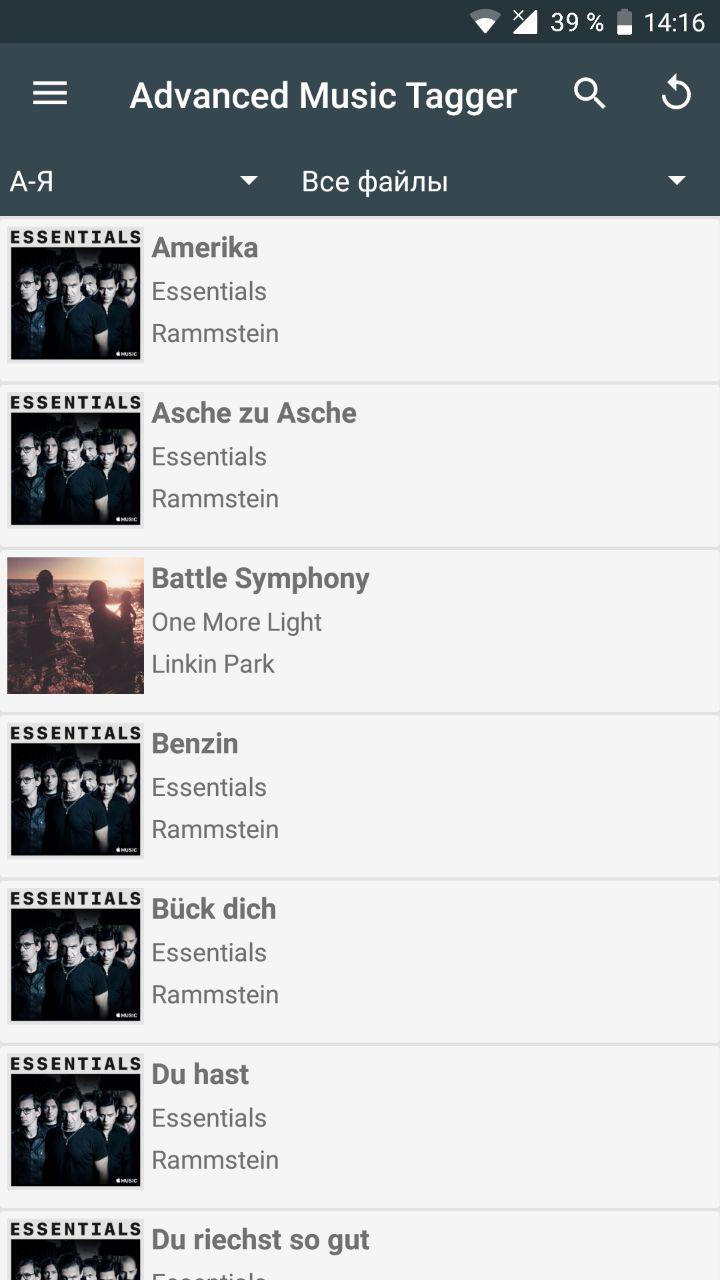 39 % 14:16
Advanced Music Tagger
А-Я Все файлы
ESSENTIALS
MUSIC
Amerika
Essentials
Rammstein
ESSENTIALS
MUSIC
Asche zu Asche
Essentials
Rammstein
Battle Symphony
One More Light
Linkin Park
ESSENTIALS
MUSIC
Benzin
Essentials
Rammstein
ESSENTIALS
MUSIC
Bück dich
Essentials
Rammstein
ESSENTIALS
MUSIC
Du hast
Essentials
Rammstein
ESSENTIALS
Du riechst so gut
Essentials